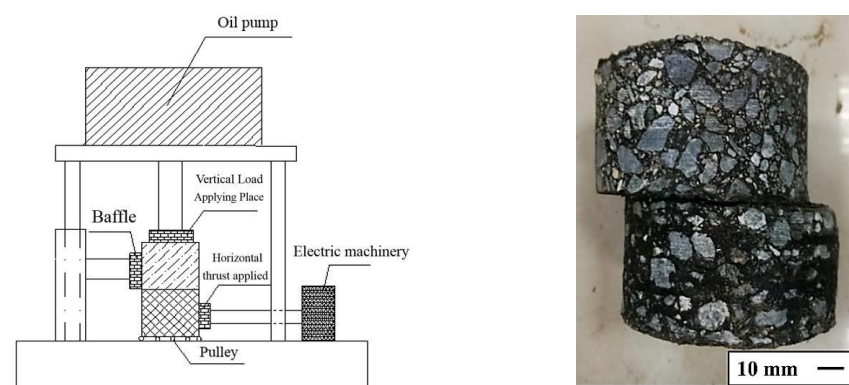 Oil pump
Vertical Load
Applying Place
Baffle
Horizontal
thrust applied
Electric machinery
Pulley
10 mm